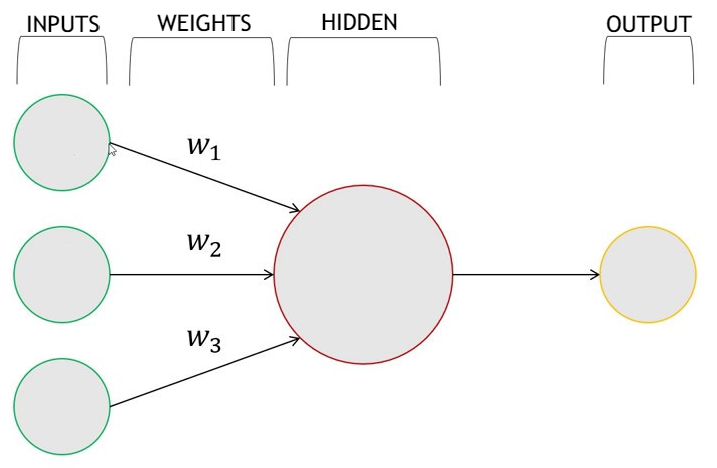 INPUTS WEIGHTS HIDDEN OUTPUT
w₁
w₂
w₃